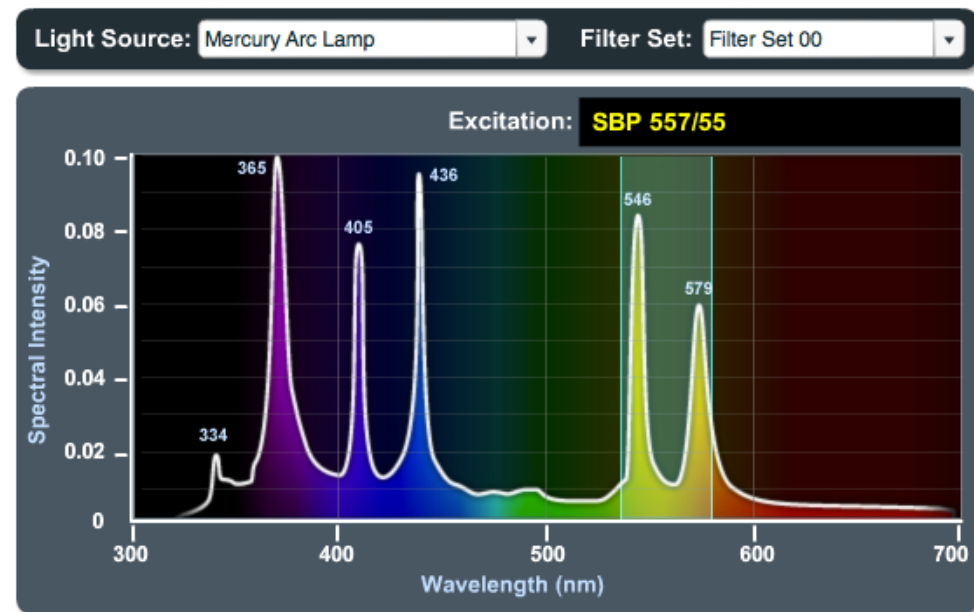 Light Source: Mercury Arc Lamp Filter Set: Filter Set 00
Excitation: SBP 557/55
Spectral Intensity
0.10
0.08
0.06
0.04
0.02
0
334
365
405
436
546
579
300 400 500 600 700
Wavelength (nm)